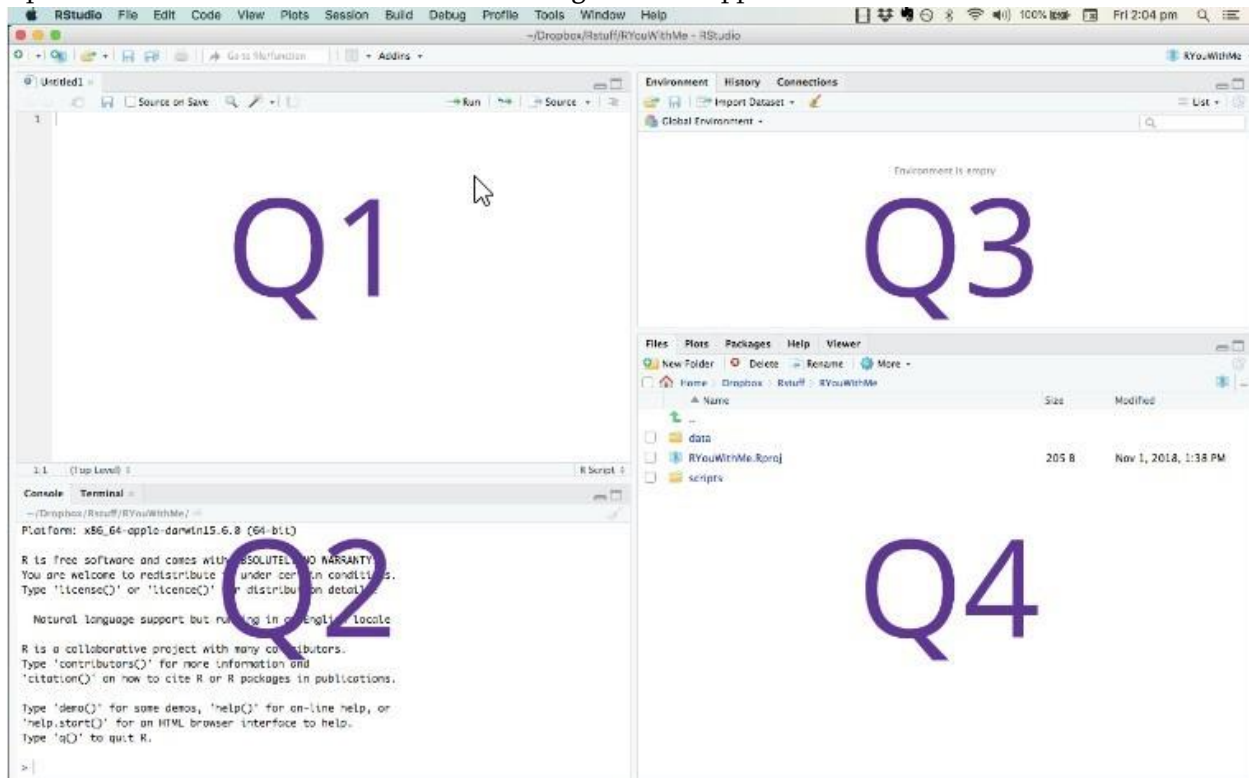 RStudio File Edit Code View Plots Session Build Debug Profile Tools Window Help 100% Fri 2:04 pm
~/Dropbox/Rstuff/RYouWithMe - RStudio
Go to file/function Addins RYouWithMe
Untitled1
Source on Save Run Source
1
Q1
1:1 (Top Level) R Script
Console Terminal
~/Dropbox/Rstuff/RYouWithMe/
Platform: x86_64-apple-darwin15.6.0 (64-bit)
R is free software and comes with ABSOLUTELY NO WARRANTY.
You are welcome to redistribute under certain conditions.
Type 'license()' or 'licence()' for distribution details.
Natural language support but running in an English locale
R is a collaborative project with many contributors.
Type 'contributors()' for more information and
'citation()' on how to cite R or R packages in publications.
Type 'demo()' for some demos, 'help()' for on-line help, or
'help.start()' for an HTML browser interface to help.
Type 'q()' to quit R.
>
Q2
Environment History Connections
Import Dataset List
Global Environment
Environment is empty
Q3
Files Plots Packages Help Viewer
New Folder Delete Rename More
Home Dropbox Rstuff RYouWithMe
Name Size Modified
..
data
RYouWithMe.Rproj 205 B Nov 1, 2018, 1:38 PM
scripts
Q4